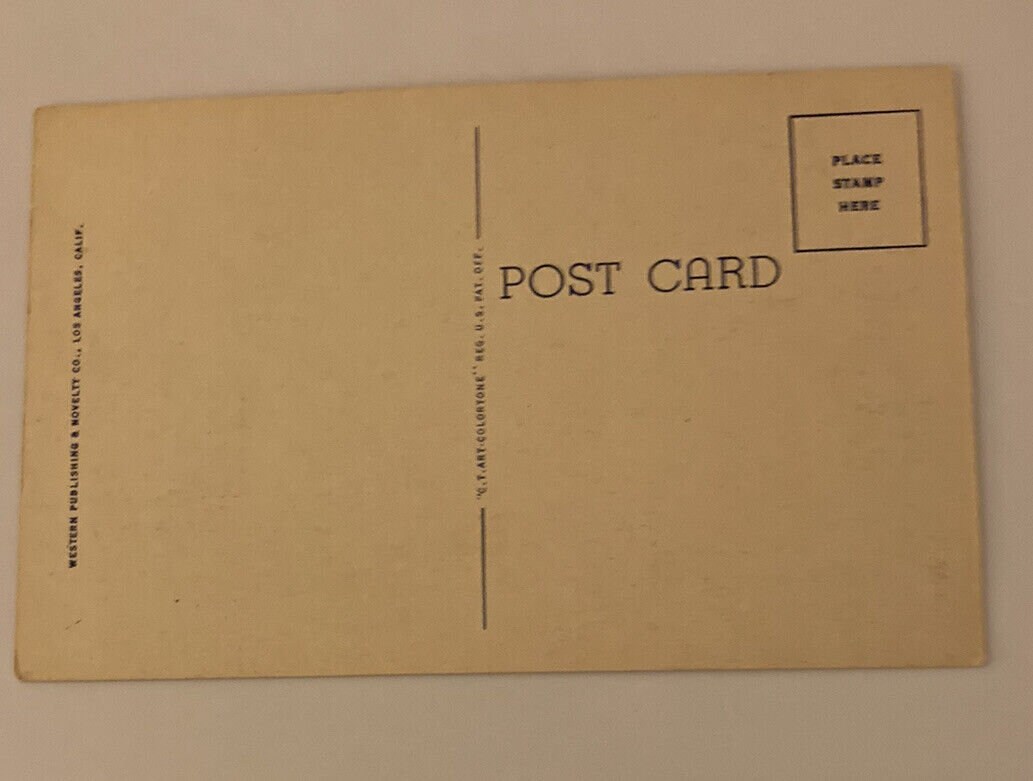 WESTERN PUBLISHING & NOVELTY CO., LOS ANGELES, CALIF.
"C.T. ART-COLORTONE" REG. U.S. PAT. OFF.
POST CARD
PLACE
STAMP
HERE